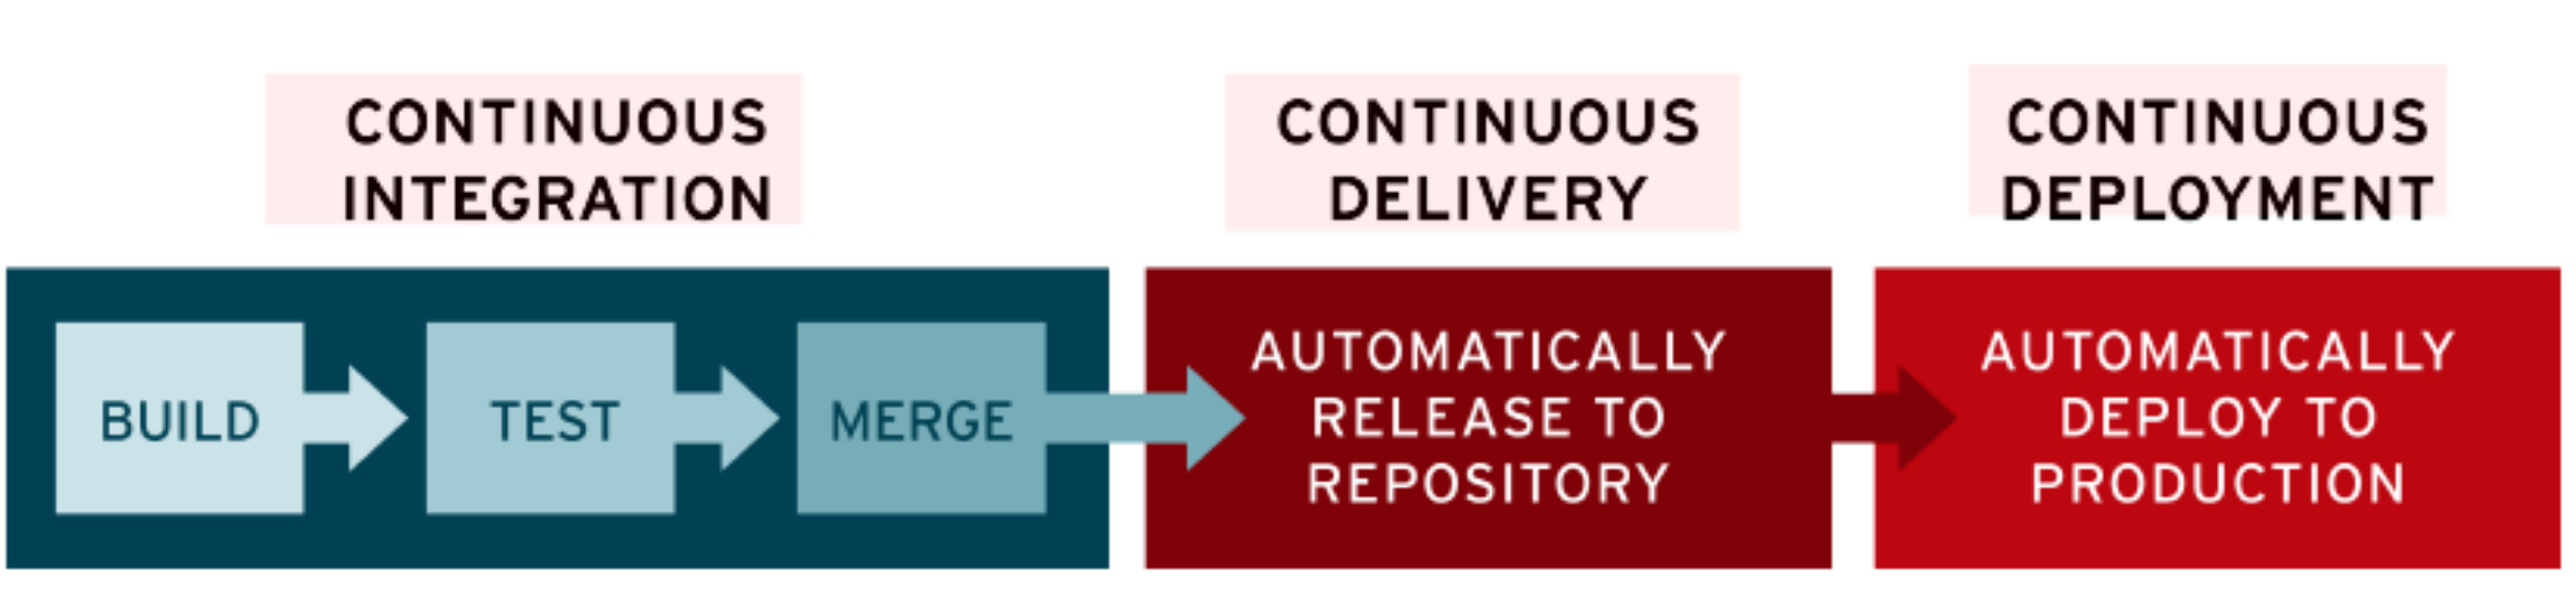 CONTINUOUS
INTEGRATION
CONTINUOUS
DELIVERY
CONTINUOUS
DEPLOYMENT
BUILD
TEST
MERGE
AUTOMATICALLY
RELEASE TO
REPOSITORY
AUTOMATICALLY
DEPLOY TO
PRODUCTION